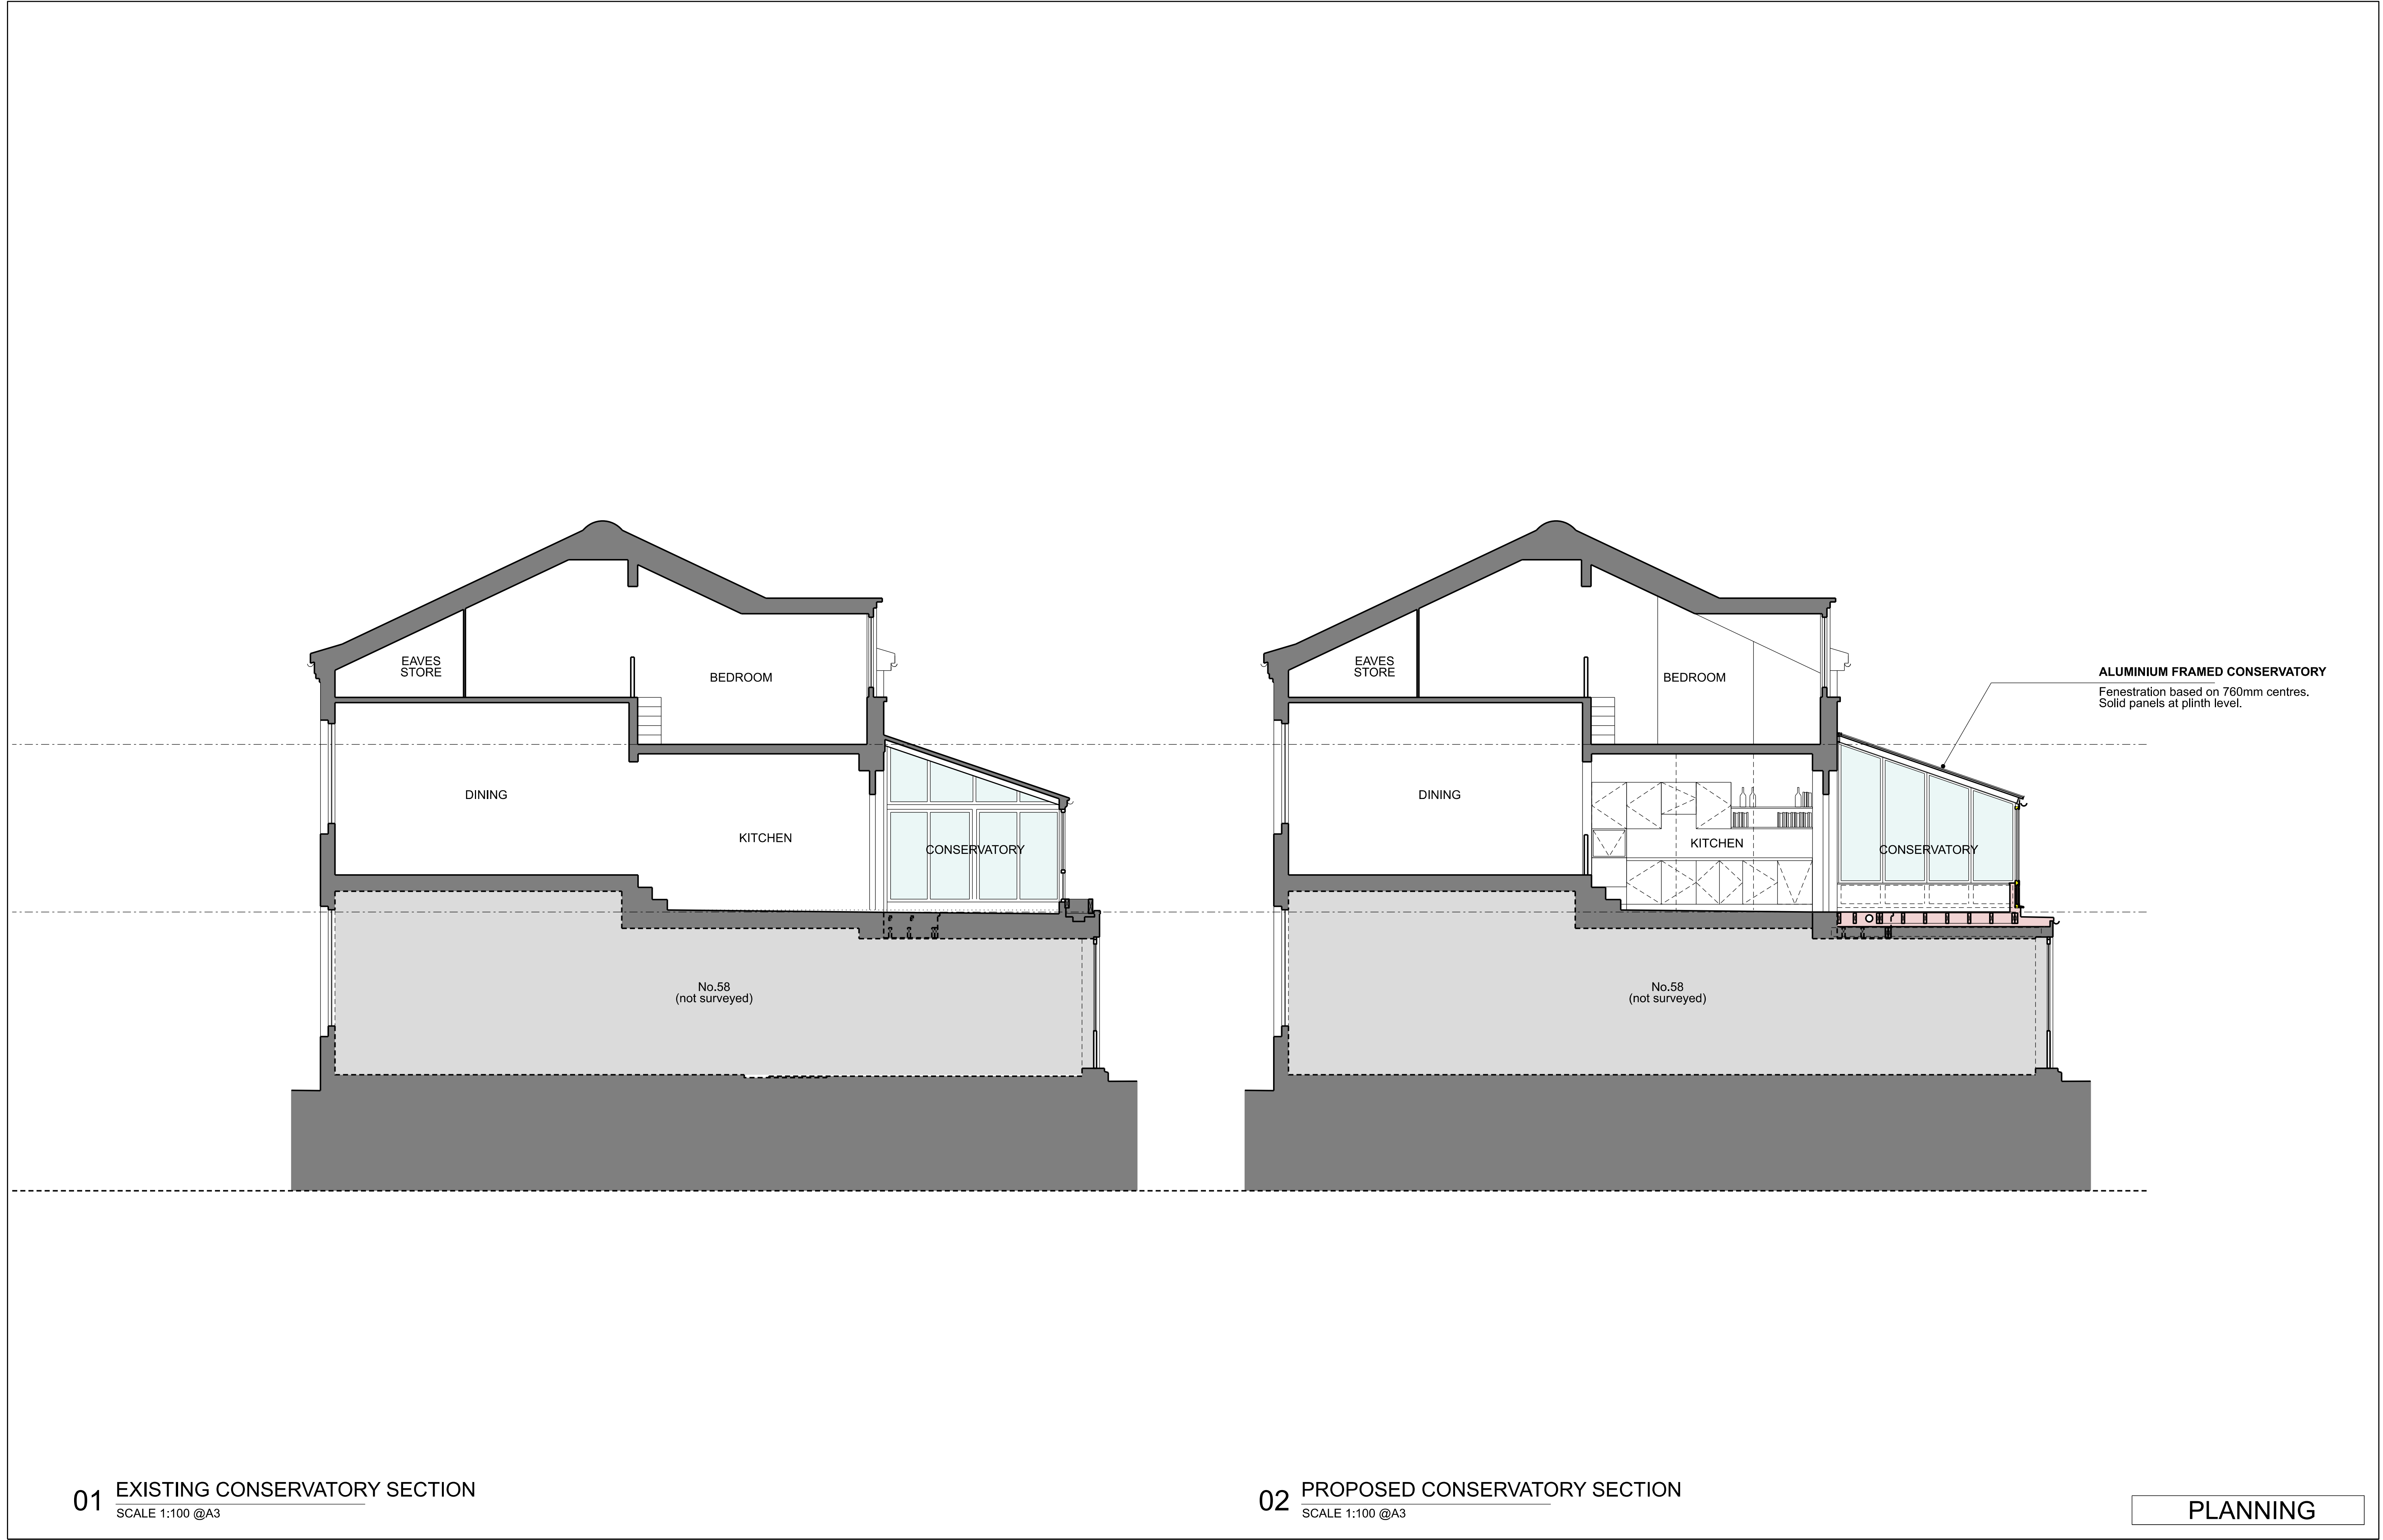 EAVES
STORE
BEDROOM
DINING
KITCHEN
CONSERVATORY
No.58
(not surveyed)
EAVES
STORE
BEDROOM
DINING
KITCHEN
CONSERVATORY
No.58
(not surveyed)
ALUMINIUM FRAMED CONSERVATORY
Fenestration based on 760mm centres.
Solid panels at plinth level.
01 EXISTING CONSERVATORY SECTION
SCALE 1:100 @A3
02 PROPOSED CONSERVATORY SECTION
SCALE 1:100 @A3
PLANNING